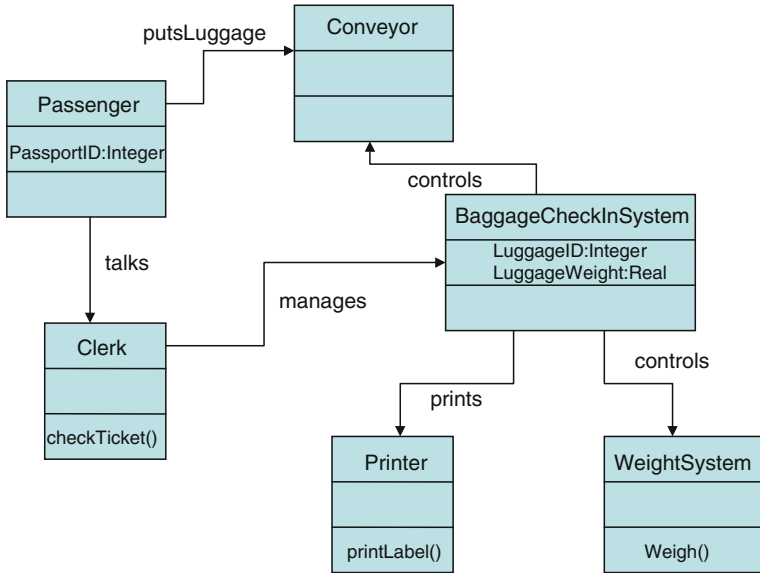 putsLuggage
Conveyor
Passenger
PassportID:Integer
controls
BaggageCheckInSystem
LuggageID:Integer
LuggageWeight:Real
talks
manages
Clerk
checkTicket()
controls
prints
Printer
WeightSystem
printLabel()
Weigh()